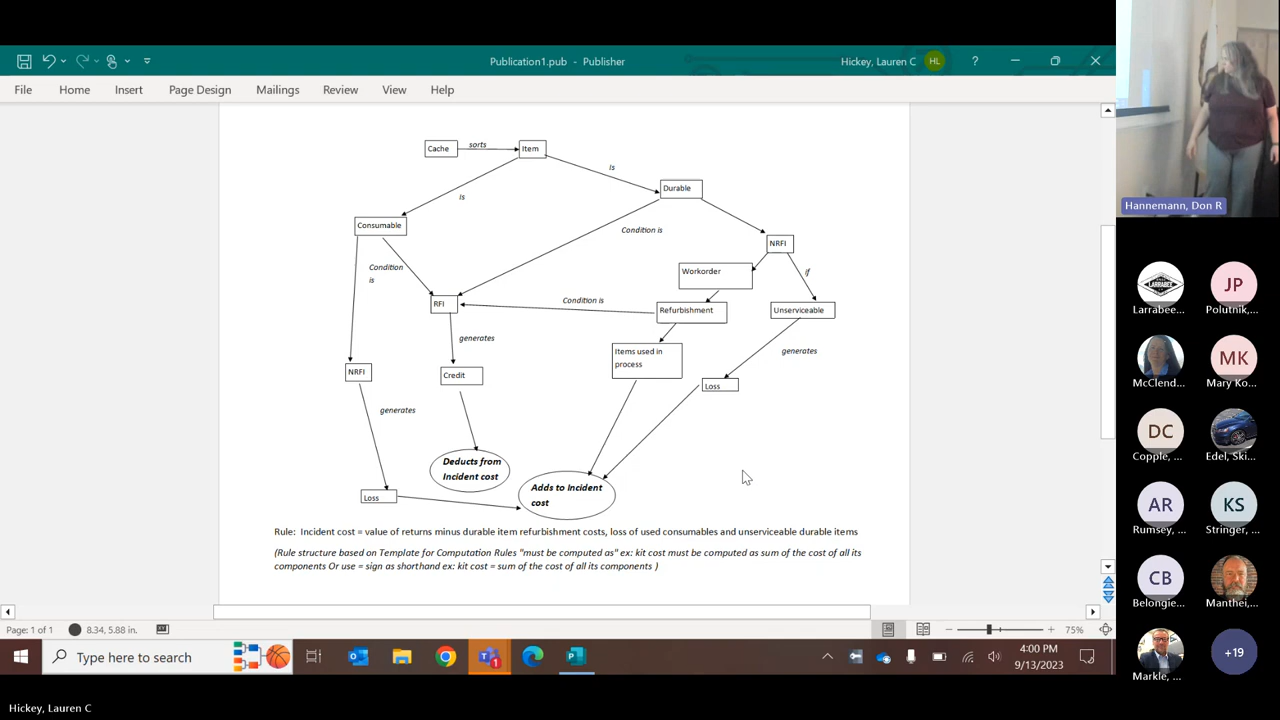 Publication1.pub - Publisher
Hickey, Lauren C
HL
?
File
Home
Insert
Page Design
Mailings
Review
View
Help
Cache
sorts
Item
is
Durable
is
Consumable
Condition is
NRFI
Condition
is
Workorder
if
RFI
Condition is
Refurbishment
Unserviceable
generates
Items used in
process
generates
NRFI
Credit
Loss
generates
Deducts from
Incident cost
Adds to Incident
cost
Loss
Rule: Incident cost = value of returns minus durable item refurbishment costs, loss of used consumables and unserviceable durable items
(Rule structure based on Template for Computation Rules "must be computed as" ex: kit cost must be computed as sum of the cost of all its
components Or use = sign as shorthand ex: kit cost = sum of the cost of all its components )
Page: 1 of 1
8.34, 5.88 in.
75%
Type here to search
1
4:00 PM
9/13/2023
Hickey, Lauren C
Hannemann, Don R
LARRABEE
JP
Larrabee...
Polutnik,...
MK
McClend...
Mary Ko...
DC
Copple, ...
Edel, Ski...
AR
KS
Rumsey, ...
Stringer, ...
CB
Belongie...
Manthei,...
+19
Markle, ...